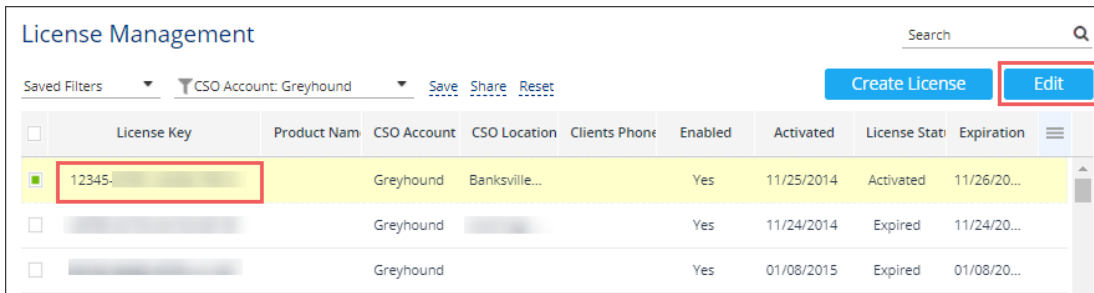 License Management
Search
Saved Filters CSO Account: Greyhound Save Share Reset Create License Edit
License Key Product Nam CSO Account CSO Location Clients Phone Enabled Activated License Stat Expiration
12345- Greyhound Banksville... Yes 11/25/2014 Activated 11/26/20...
Greyhound Yes 11/24/2014 Expired 11/24/20...
Greyhound Yes 01/08/2015 Expired 01/08/20...